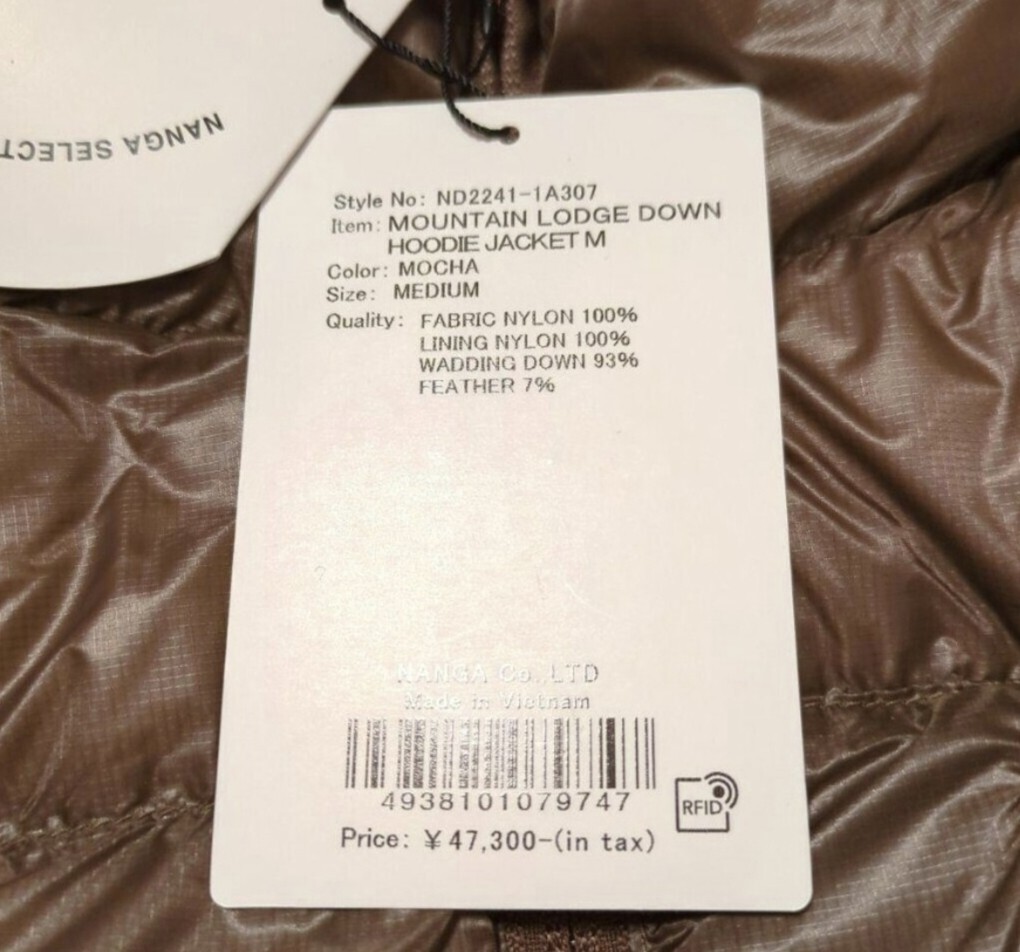 NANGA SELECT
Style No: ND2241-1A307
Item: MOUNTAIN LODGE DOWN
HOODIE JACKET M
Color: MOCHA
Size: MEDIUM
Quality: FABRIC NYLON 100%
LINING NYLON 100%
WADDING DOWN 93%
FEATHER 7%
NANGA Co.,LTD
Made in Vietnam
4938101079747
RFID
Price: ¥47,300-(in tax)